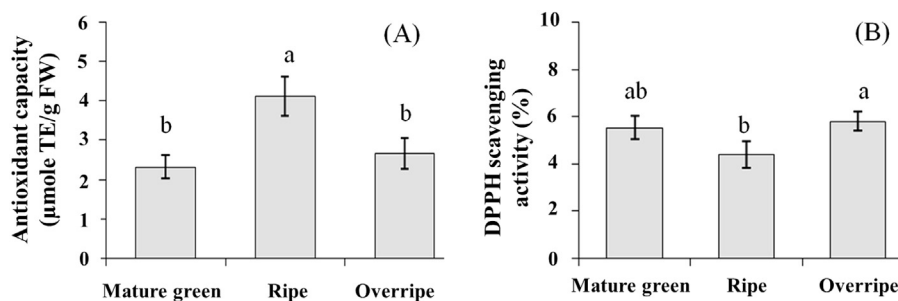 (A)
Antioxidant capacity
(µmole TE/g FW)
6
5
4
3
2
1
0
b
a
b
Mature green Ripe Overripe
(B)
DPPH scavenging
activity (%)
10
8
6
4
2
0
ab
b
a
Mature green Ripe Overripe